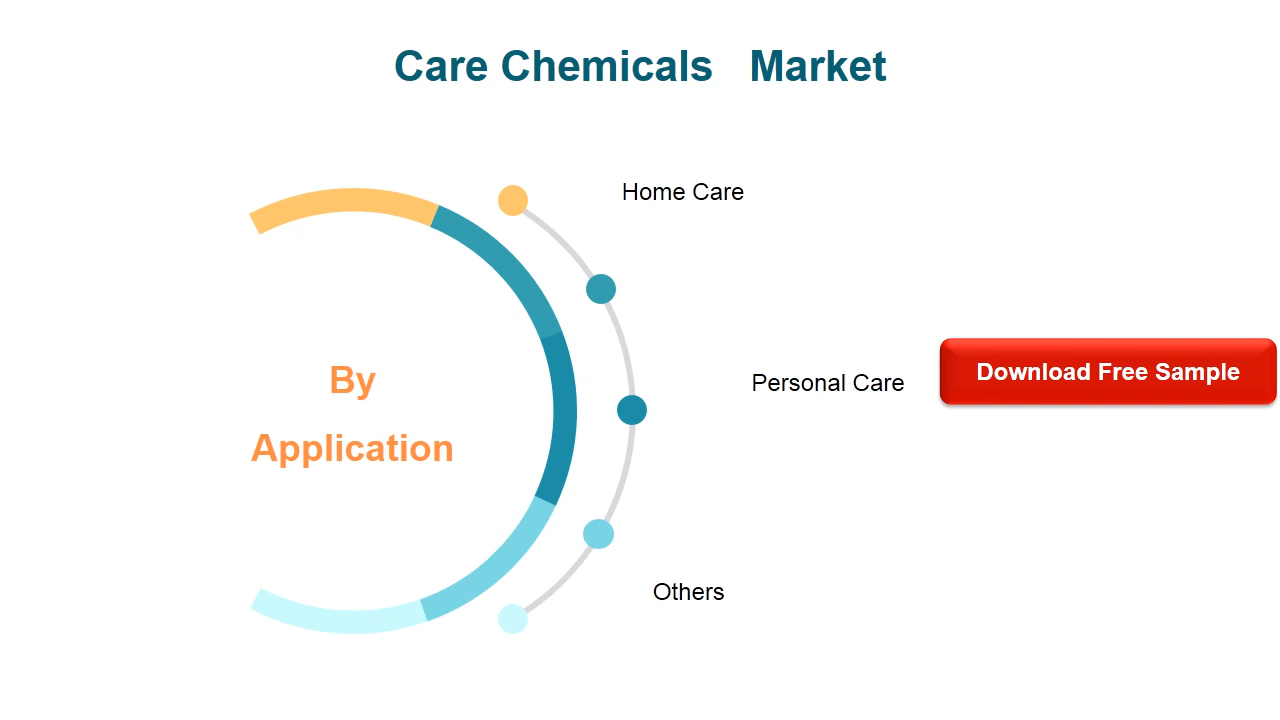 Care Chemicals   Market
Home Care
By
Application
Personal Care
Download Free Sample
Others